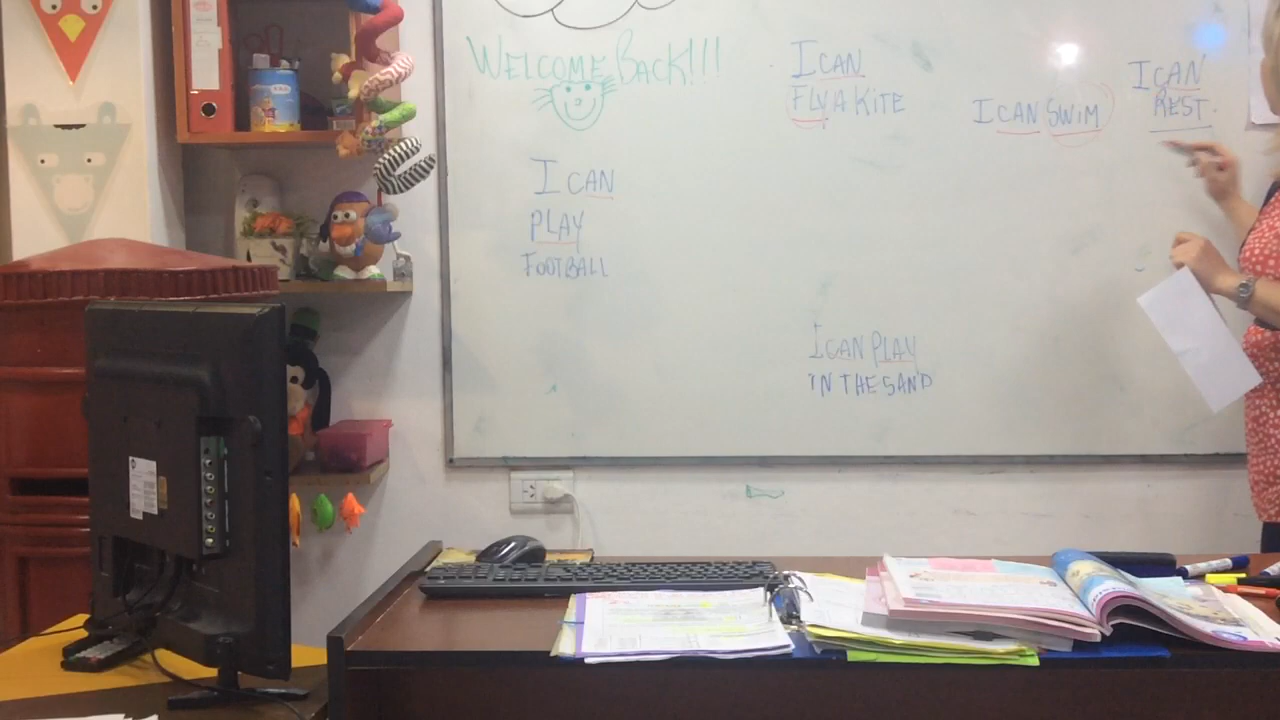 WELCOME BACK!!!
I CAN
PLAY
FOOTBALL
I CAN
FLY A KITE
I CAN SWIM
I CAN
REST.
I CAN PLAY
IN THE SAND